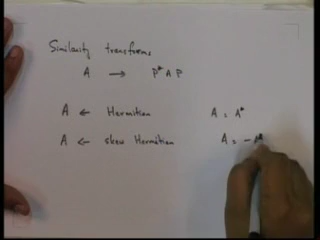 Similarity transforms
A → P* A P
A ← Hermitian A = A*
A ← skew Hermitian A = -A*